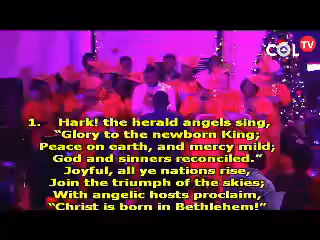 COL
TV
1. Hark! the herald angels sing,
“Glory to the newborn King;
Peace on earth, and mercy mild;
God and sinners reconciled.”
Joyful, all ye nations rise,
Join the triumph of the skies;
With angelic hosts proclaim,
“Christ is born in Bethlehem!”